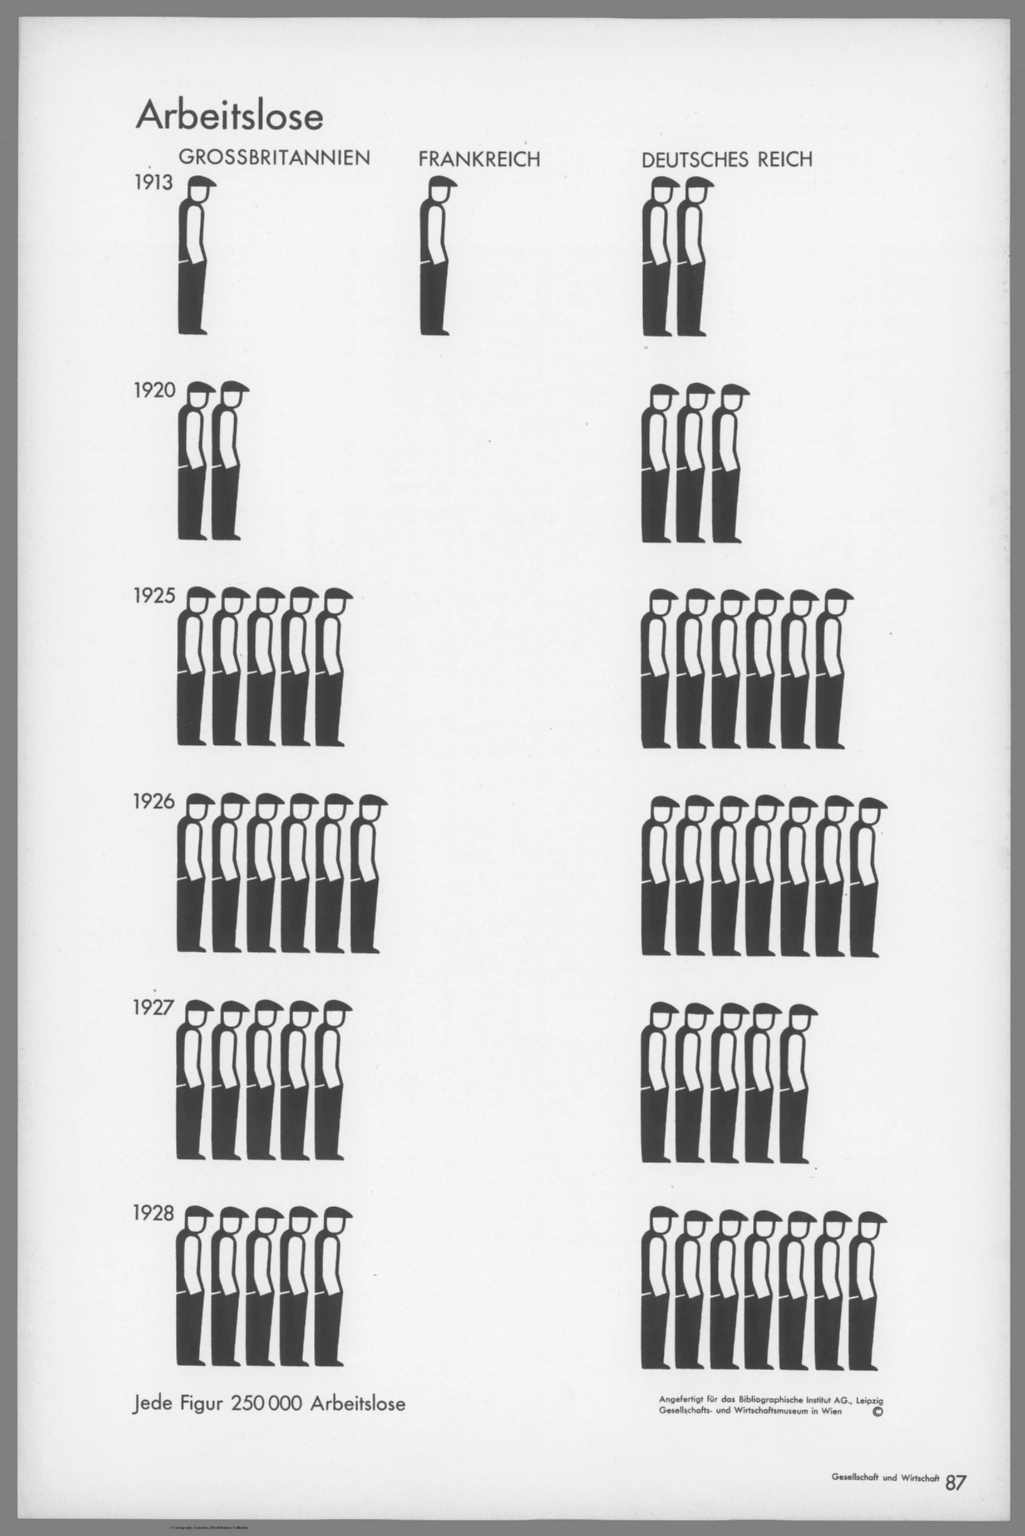 Arbeitslose
GROSSBRITANNIEN FRANKREICH DEUTSCHES REICH
1913
1920
1925
1926
1927
1928
Jede Figur 250 000 Arbeitslose
Angefertigt für das Bibliographische Institut AG., Leipzig
Gesellschafts- und Wirtschaftsmuseum in Wien ©
Gesellschaft und Wirtschaft 87